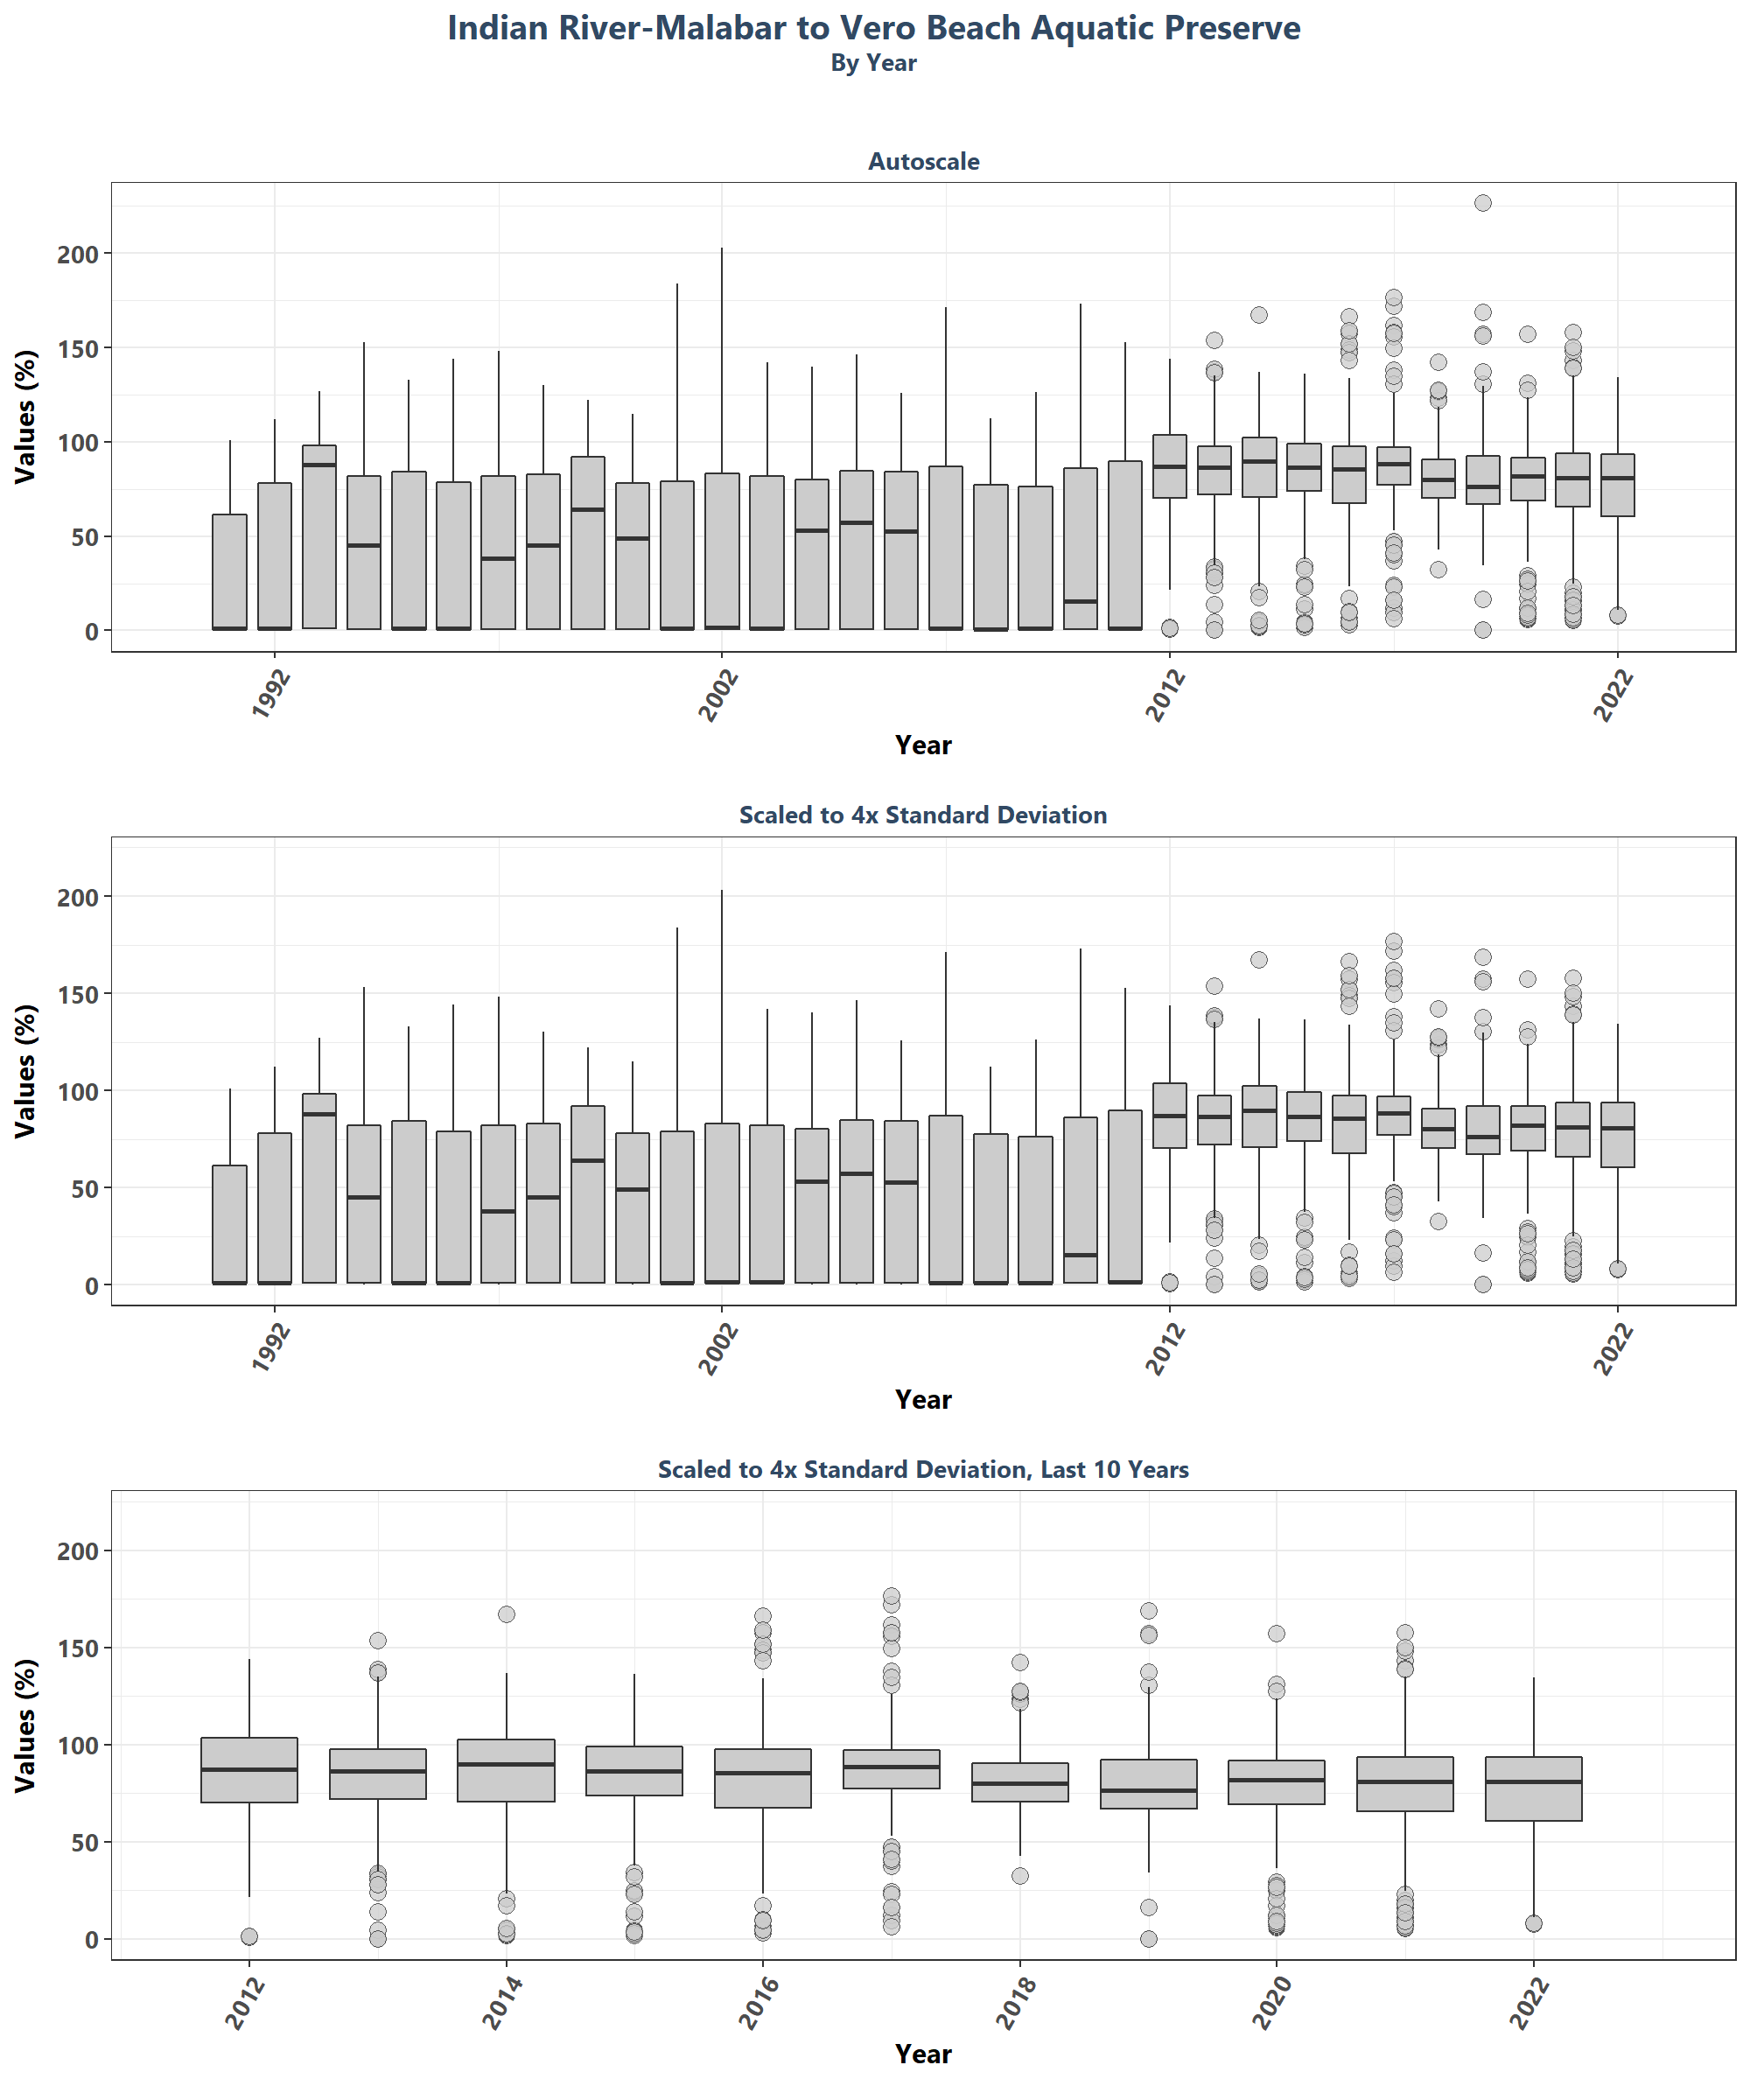 Indian River-Malabar to Vero Beach Aquatic Preserve
By Year
Autoscale
Values (%)
200
150
100
50
0
1992
2002
2012
2022
Year
Scaled to 4x Standard Deviation
Values (%)
200
150
100
50
0
1992
2002
2012
2022
Year
Scaled to 4x Standard Deviation, Last 10 Years
Values (%)
200
150
100
50
0
2012
2014
2016
2018
2020
2022
Year